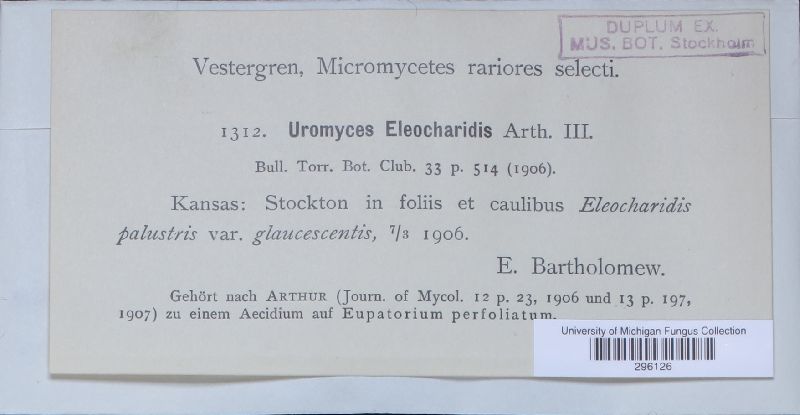 DUPLUM EX.
MUS. BOT. Stockholm
Vestergren, Micromycetes rariores selecti.
1312. Uromyces Eleocharidis Arth. III.
Bull. Torr. Bot. Club. 33 p. 514 (1906).
Kansas: Stockton in foliis et caulibus Eleocharidis
palustris var. glaucescentis, 7/3 1906.
E. Bartholomew.
Gehört nach ARTHUR (Journ. of Mycol. 12 p. 23, 1906 und 13 p. 197,
1907) zu einem Aecidium auf Eupatorium perfoliatum.
University of Michigan Fungus Collection
296126